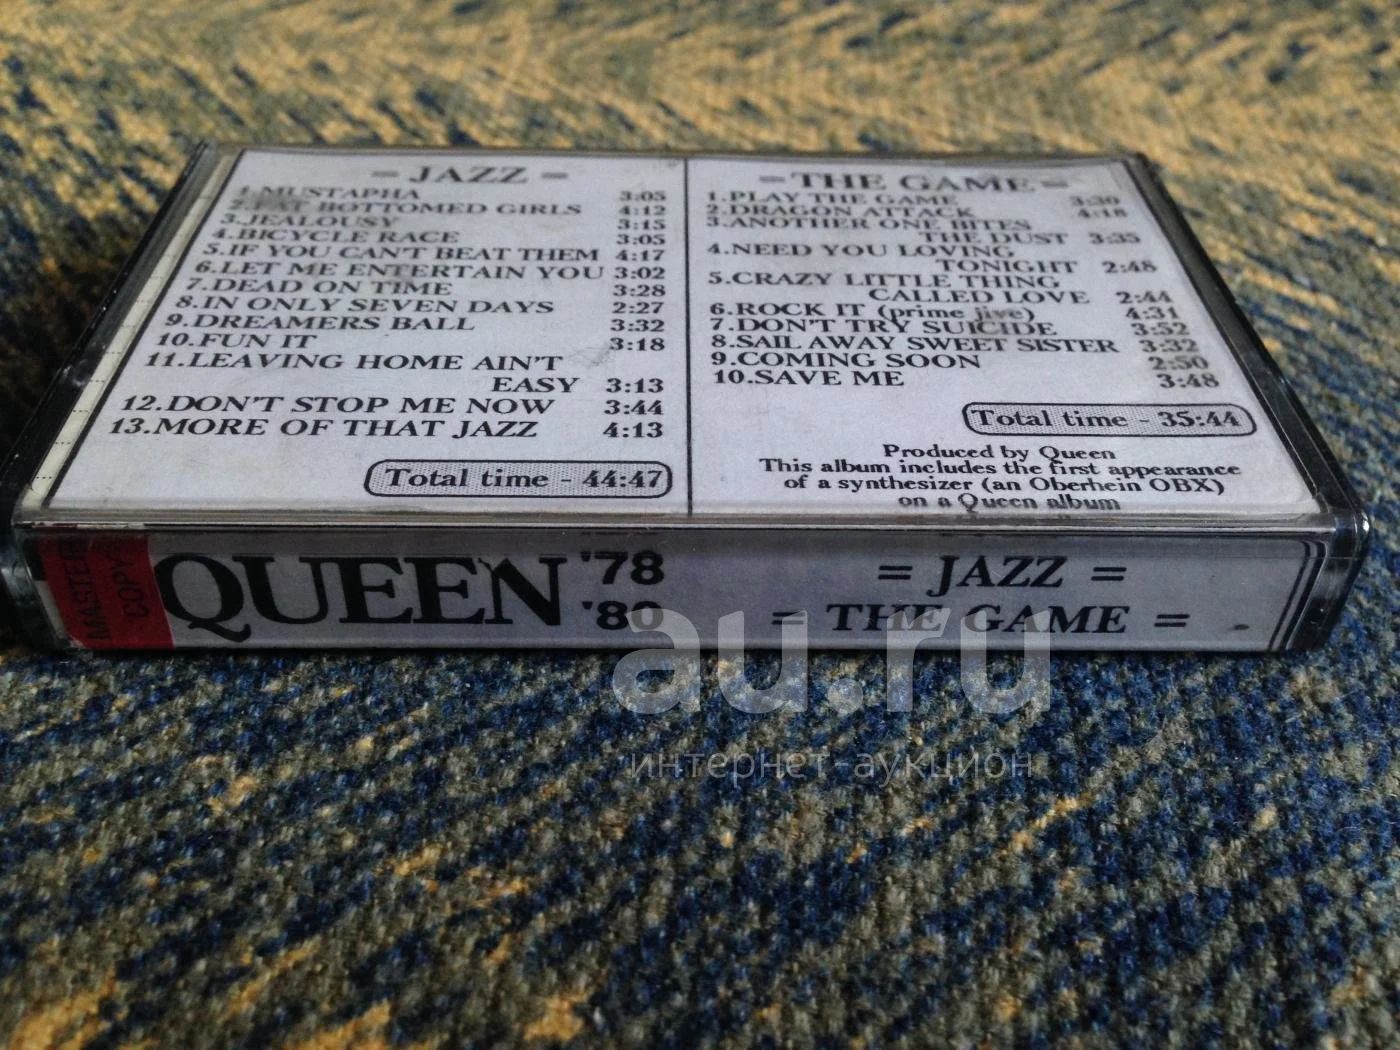 = JAZZ =
1.MUSTAPHA 3:05
2.FAT BOTTOMED GIRLS 4:12
3.JEALOUSY 3:15
4.BICYCLE RACE 3:05
5.IF YOU CAN'T BEAT THEM 4:17
6.LET ME ENTERTAIN YOU 3:02
7.DEAD ON TIME 3:28
8.IN ONLY SEVEN DAYS 2:27
9.DREAMERS BALL 3:32
10.FUN IT 3:18
11.LEAVING HOME AIN'T
EASY 3:13
12.DON'T STOP ME NOW 3:44
13.MORE OF THAT JAZZ 4:13
Total time - 44:47
=THE GAME=
1.PLAY THE GAME 3:30
2.DRAGON ATTACK 4:18
3.ANOTHER ONE BITES
THE DUST 3:35
4.NEED YOU LOVING
TONIGHT 2:48
5.CRAZY LITTLE THING
CALLED LOVE 2:44
6.ROCK IT (prime jive) 4:31
7.DON'T TRY SUICIDE 3:52
8.SAIL AWAY SWEET SISTER 3:32
9.COMING SOON 2:50
10.SAVE ME 3:48
Total time - 35:44
Produced by Queen
This album includes the first appearance
of a synthesizer (an Oberhein OBX)
on a Queen album
MASTER
COPY
QUEEN '78 = JAZZ =
'80 = THE GAME =
au.ru
интернет-аукцион